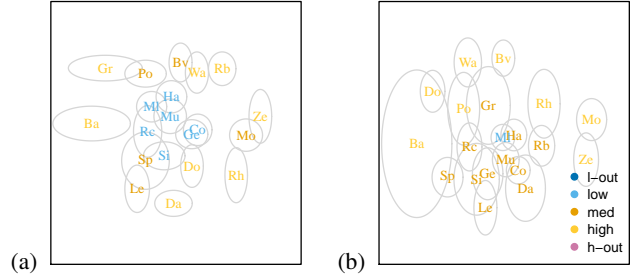 Gr
Po
Bv
Wa
Rb
Ha
Ml
Mu
Ba
Rc
Ge
Co
Ze
Mo
Sp
Si
Do
Rh
Le
Da
(a)
Wa
Bv
Do
Po
Gr
Rh
Mo
Ba
Rc
Ml
Ha
Rb
Mu
Ze
Sp
Si
Ge
Co
Da
Le
l−out
low
med
high
h−out
(b)